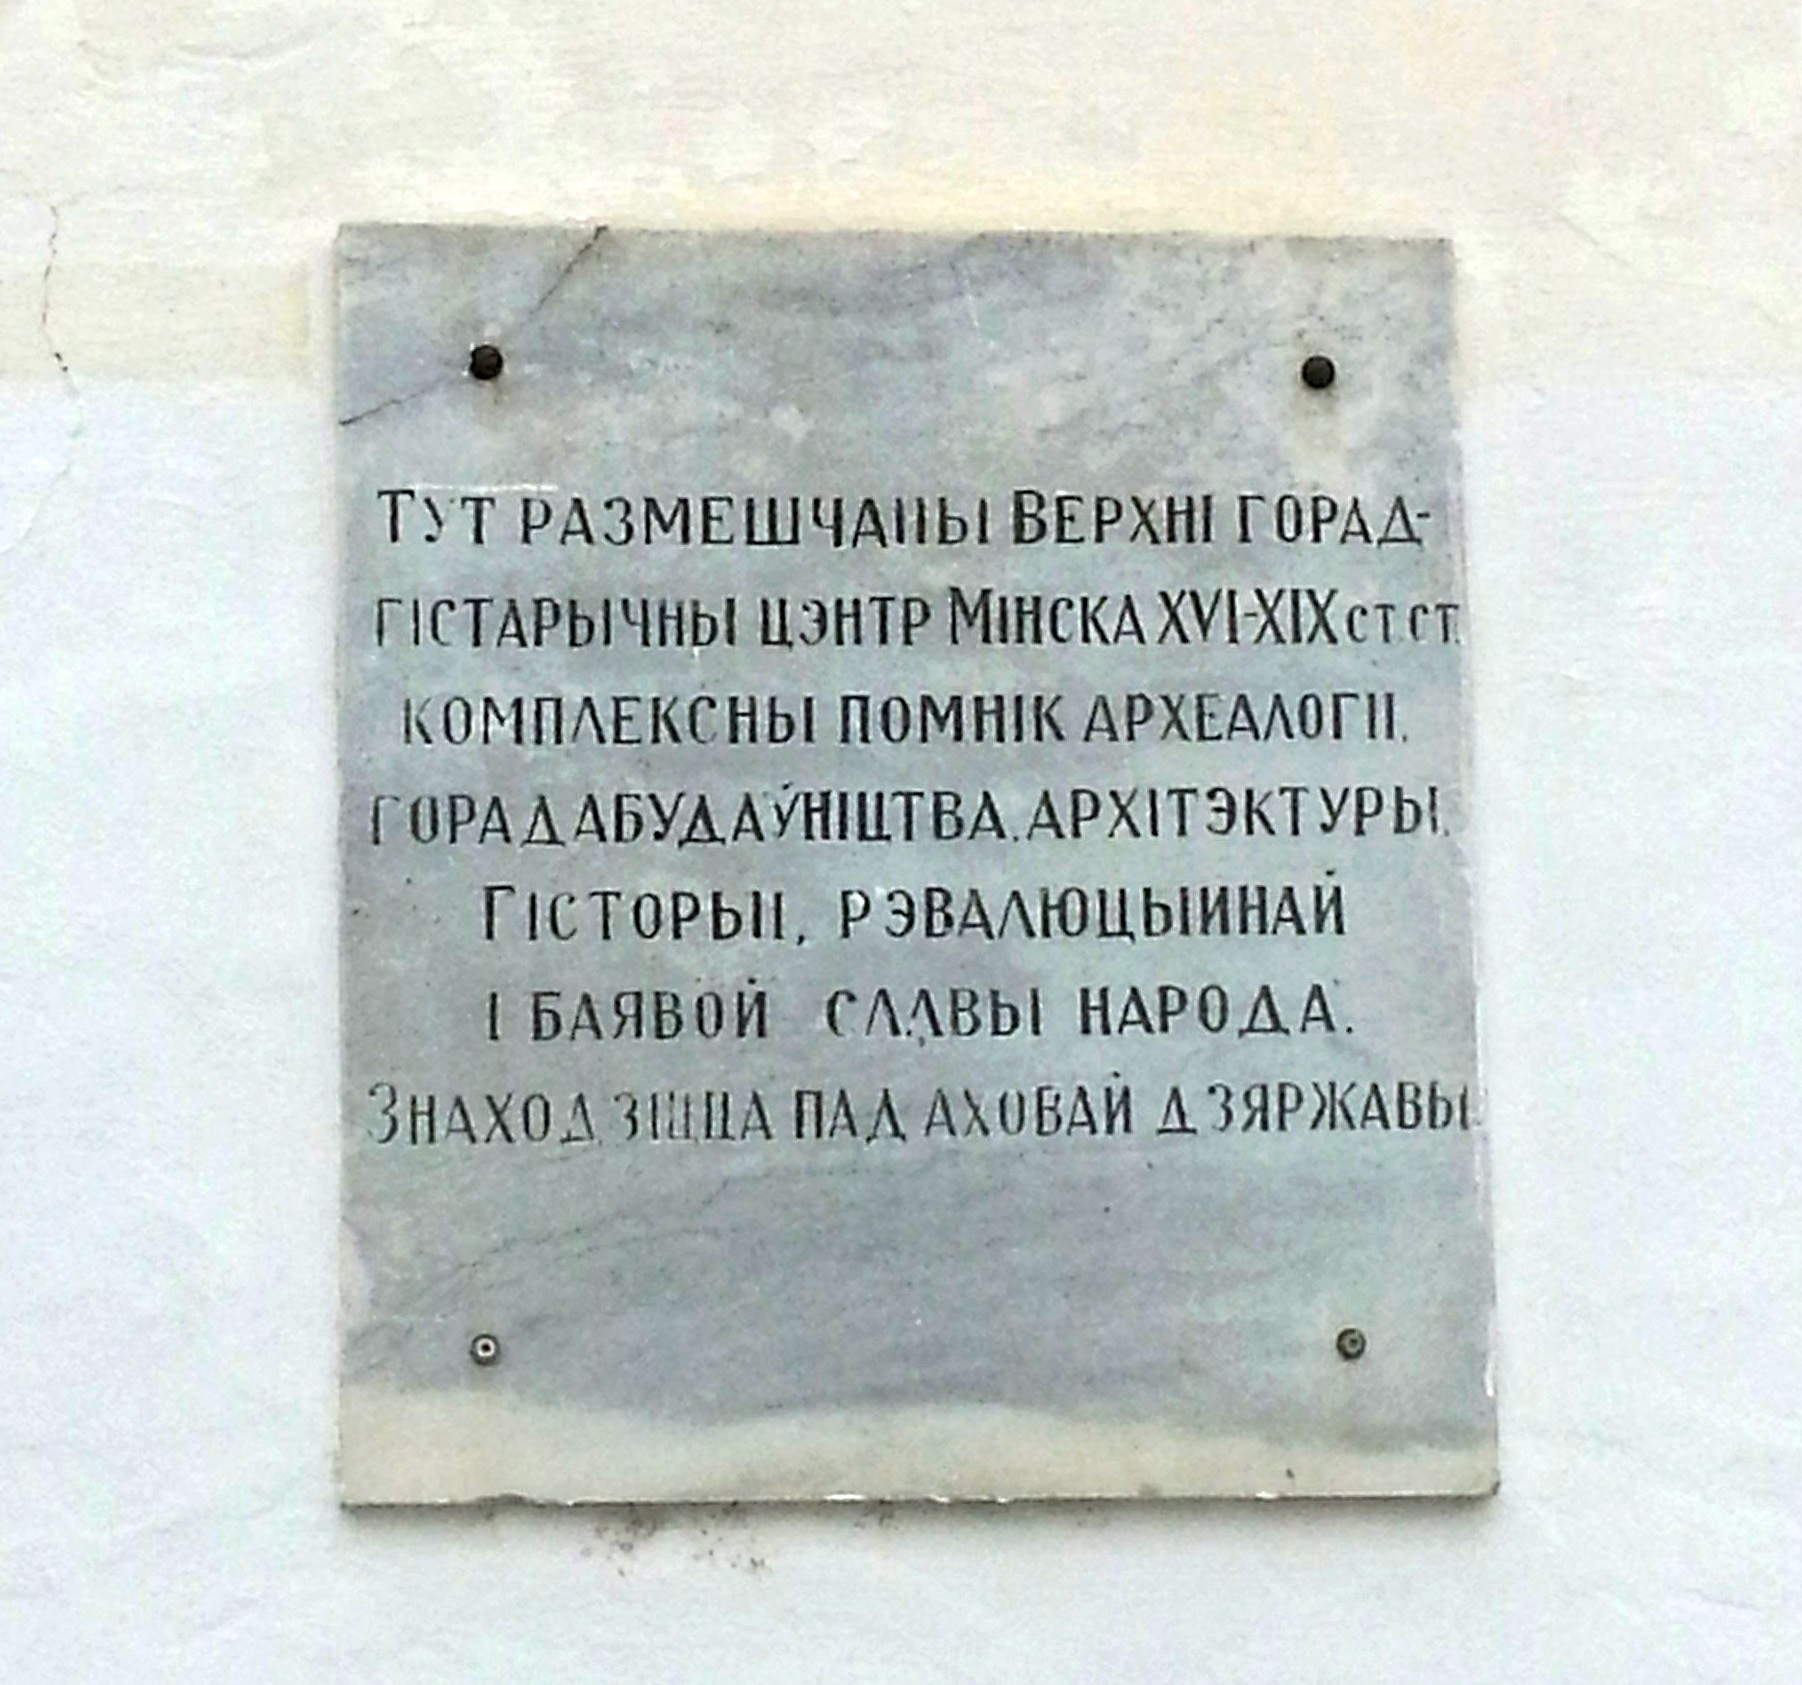 Тут размешчаны Верхні горад-
гістарычны цэнтр Мінска XVI-XIX ст.ст.
комплексны помнік археалогіі,
горадабудаўніцтва, архітэктуры,
гісторыі, рэвалюцыйнай
і баявой славы народа.
Знаходзіцца пад аховай дзяржавы